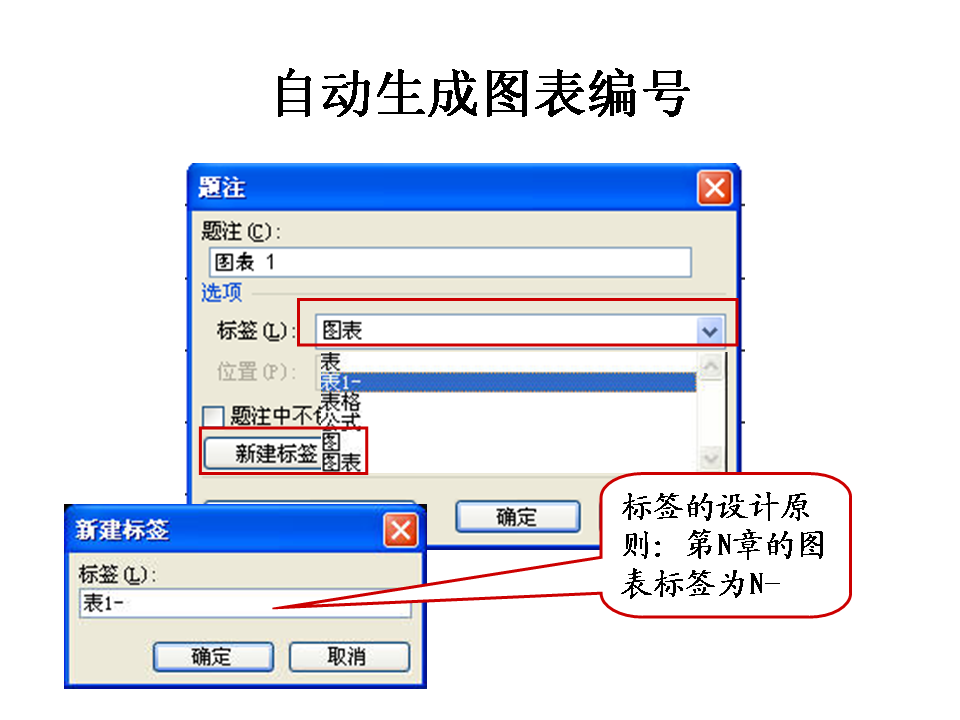 自动生成图表编号
题注
题注(C):
图表 1
选项
标签(L):
图表
表
位置(P):
表1-
表格
题注中不
公式
图
新建标签
图表
确定
标签的设计原
则：第N章的图
表标签为N-
新建标签
标签(L):
表1-
确定
取消